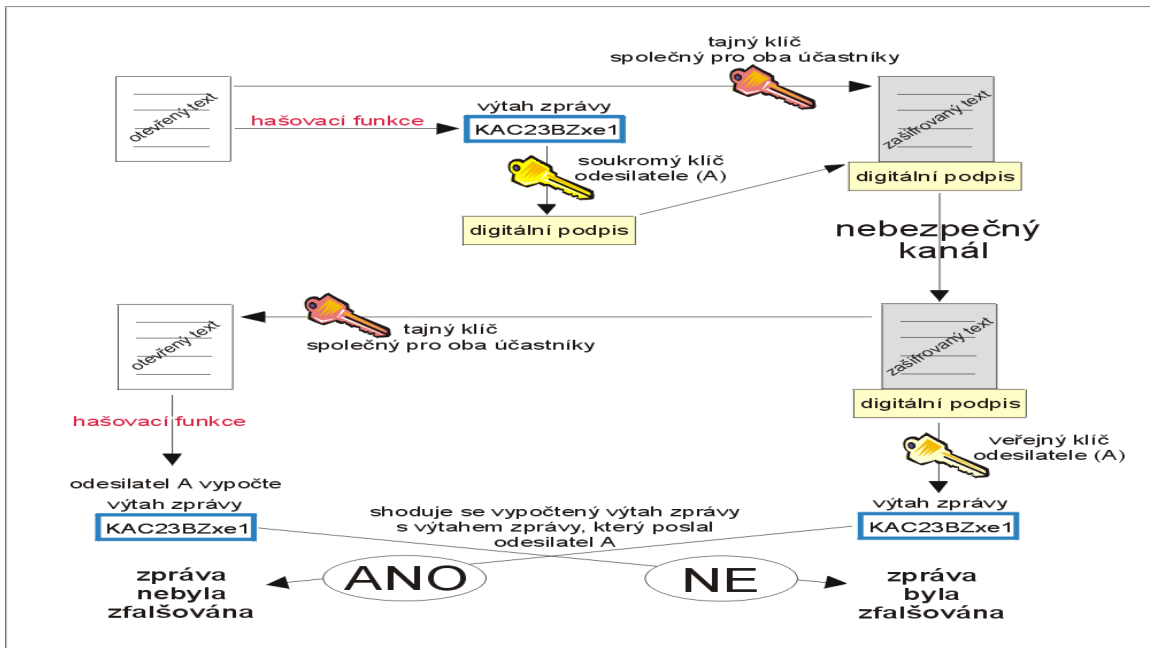 tajný klíč
společný pro oba účastníky
otevřený text
hašovací funkce
výtah zprávy
KAC23BZxe1
zašifrovaný text
soukromý klíč
odesilatele (A)
digitální podpis
digitální podpis
nebezpečný
kanál
otevřený text
tajný klíč
společný pro oba účastníky
zašifrovaný text
digitální podpis
hašovací funkce
veřejný klíč
odesilatele (A)
odesilatel A vypočte
výtah zprávy
KAC23BZxe1
shoduje se vypočtený výtah zprávy
s výtahem zprávy, který poslal
odesilatel A
výtah zprávy
KAC23BZxe1
zpráva
nebyla
zfalšována
ANO
NE
zpráva
byla
zfalšována